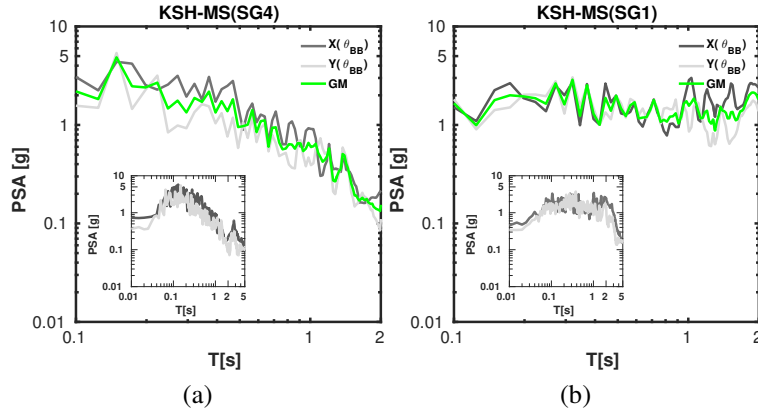 KSH-MS(SG4)
10
5
1
0.1
0.01
PSA [g]
X(θBB)
Y(θBB)
GM
10
5
1
0.1
0.01
PSA [g]
0.01
0.1
1
2
5
T[s]
0.1
1
2
T[s]
(a)
KSH-MS(SG1)
10
5
1
0.1
0.01
PSA [g]
X(θBB)
Y(θBB)
GM
10
5
1
0.1
0.01
PSA [g]
0.01
0.1
1
2
5
T[s]
0.1
1
2
T[s]
(b)